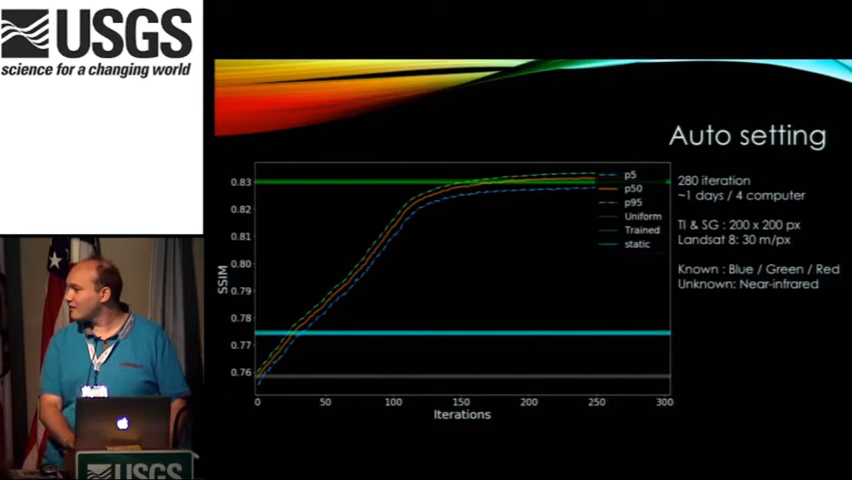 USGS
science for a changing world
Auto setting
280 iteration
~1 days / 4 computer
TI & SG : 200 x 200 px
Landsat 8: 30 m/px
Known : Blue / Green / Red
Unknown: Near-infrared
p5
p50
p95
Uniform
Trained
static
0.83
0.82
0.81
0.80
0.79
0.78
0.77
0.76
SSIM
0
50
100
150
200
250
300
Iterations
USGS